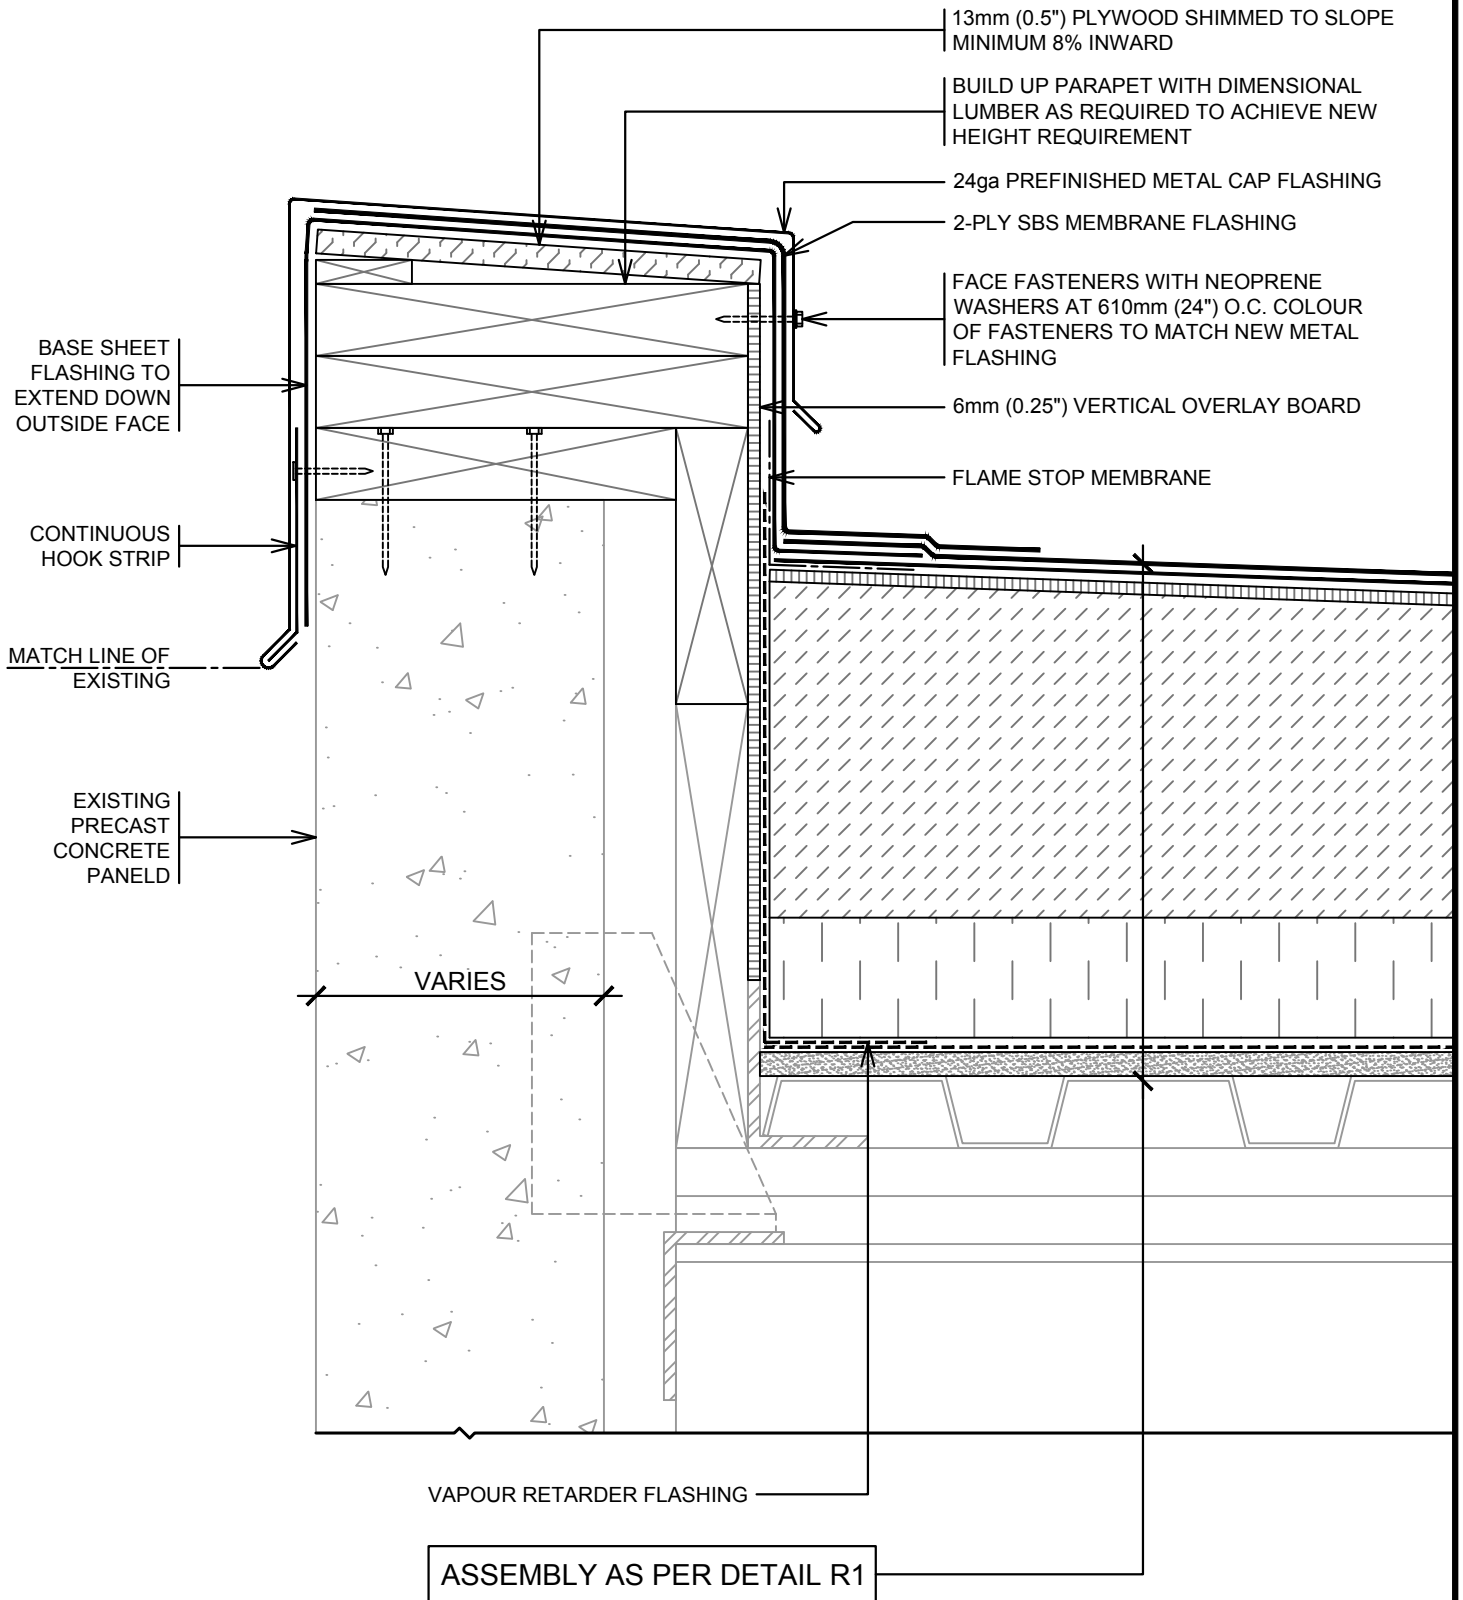 13mm (0.5") PLYWOOD SHIMMED TO SLOPE
MINIMUM 8% INWARD
BUILD UP PARAPET WITH DIMENSIONAL
LUMBER AS REQUIRED TO ACHIEVE NEW
HEIGHT REQUIREMENT
24ga PREFINISHED METAL CAP FLASHING
2-PLY SBS MEMBRANE FLASHING
FACE FASTENERS WITH NEOPRENE
WASHERS AT 610mm (24") O.C. COLOUR
OF FASTENERS TO MATCH NEW METAL
FLASHING
6mm (0.25") VERTICAL OVERLAY BOARD
FLAME STOP MEMBRANE
BASE SHEET
FLASHING TO
EXTEND DOWN
OUTSIDE FACE
CONTINUOUS
HOOK STRIP
MATCH LINE OF
EXISTING
EXISTING
PRECAST
CONCRETE
PANELD
VARIES
VAPOUR RETARDER FLASHING
ASSEMBLY AS PER DETAIL R1